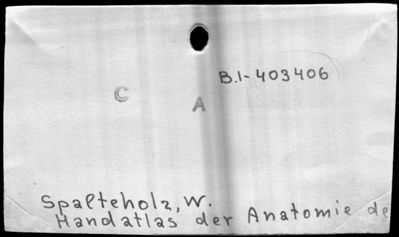 B.1-403406
C
A
Spalteholz, W.
Handatlas der Anatomie de